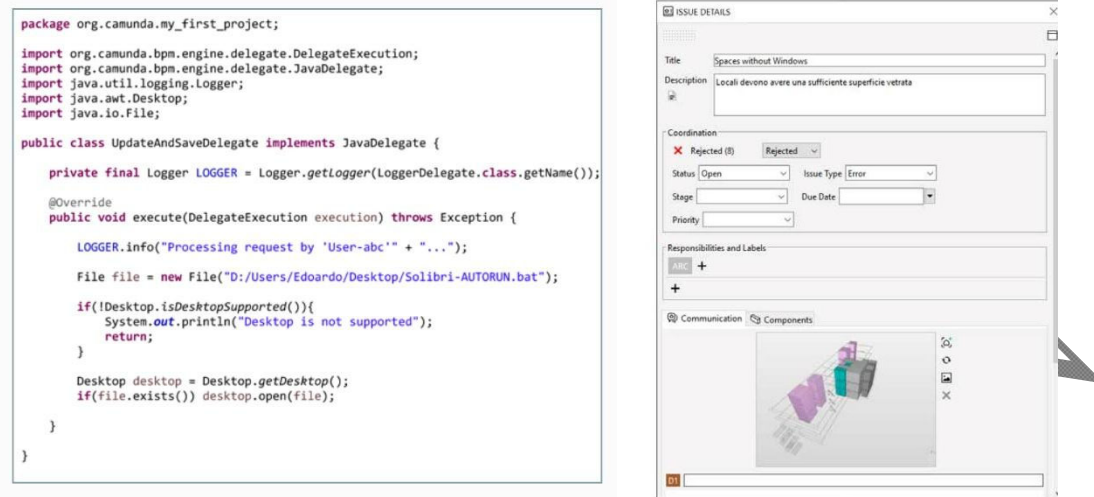 package org.camunda.my_first_project;
import org.camunda.bpm.engine.delegate.DelegateExecution;
import org.camunda.bpm.engine.delegate.JavaDelegate;
import java.util.logging.Logger;
import java.awt.Desktop;
import java.io.File;
public class UpdateAndSaveDelegate implements JavaDelegate {
private final Logger LOGGER = Logger.getLogger(LoggerDelegate.class.getName());
@Override
public void execute(DelegateExecution execution) throws Exception {
LOGGER.info("Processing request by 'User-abc'" + "...");
File file = new File("D:/Users/Edoardo/Desktop/Solibri-AUTORUN.bat");
if(!Desktop.isDesktopSupported()){
System.out.println("Desktop is not supported");
return;
}
Desktop desktop = Desktop.getDesktop();
if(file.exists()) desktop.open(file);
}
}
ISSUE DETAILS
Title Spaces without Windows
Description Locali devono avere una sufficiente superficie vetrata
Coordination
Rejected (8) Rejected
Status Open Issue Type Error
Stage Due Date
Priority
Responsibilities and Labels
ARC +
+
Communication Components
D1